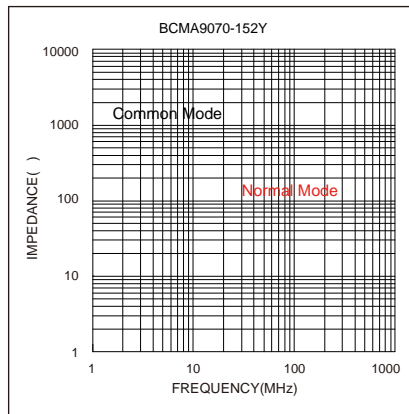 BCMA9070-152Y
10000
Common Mode
1000
Normal Mode
100
10
1
IMPEDANCE( )
1 10 100 1000
FREQUENCY(MHz)